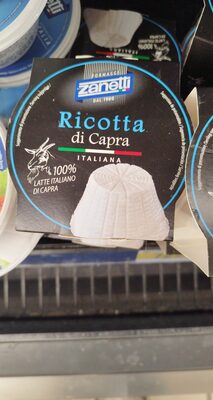 FORMAGGI
zanetti
DAL 1900
Ricotta
di Capra
ITALIANA
100%
LATTE ITALIANO
DI CAPRA